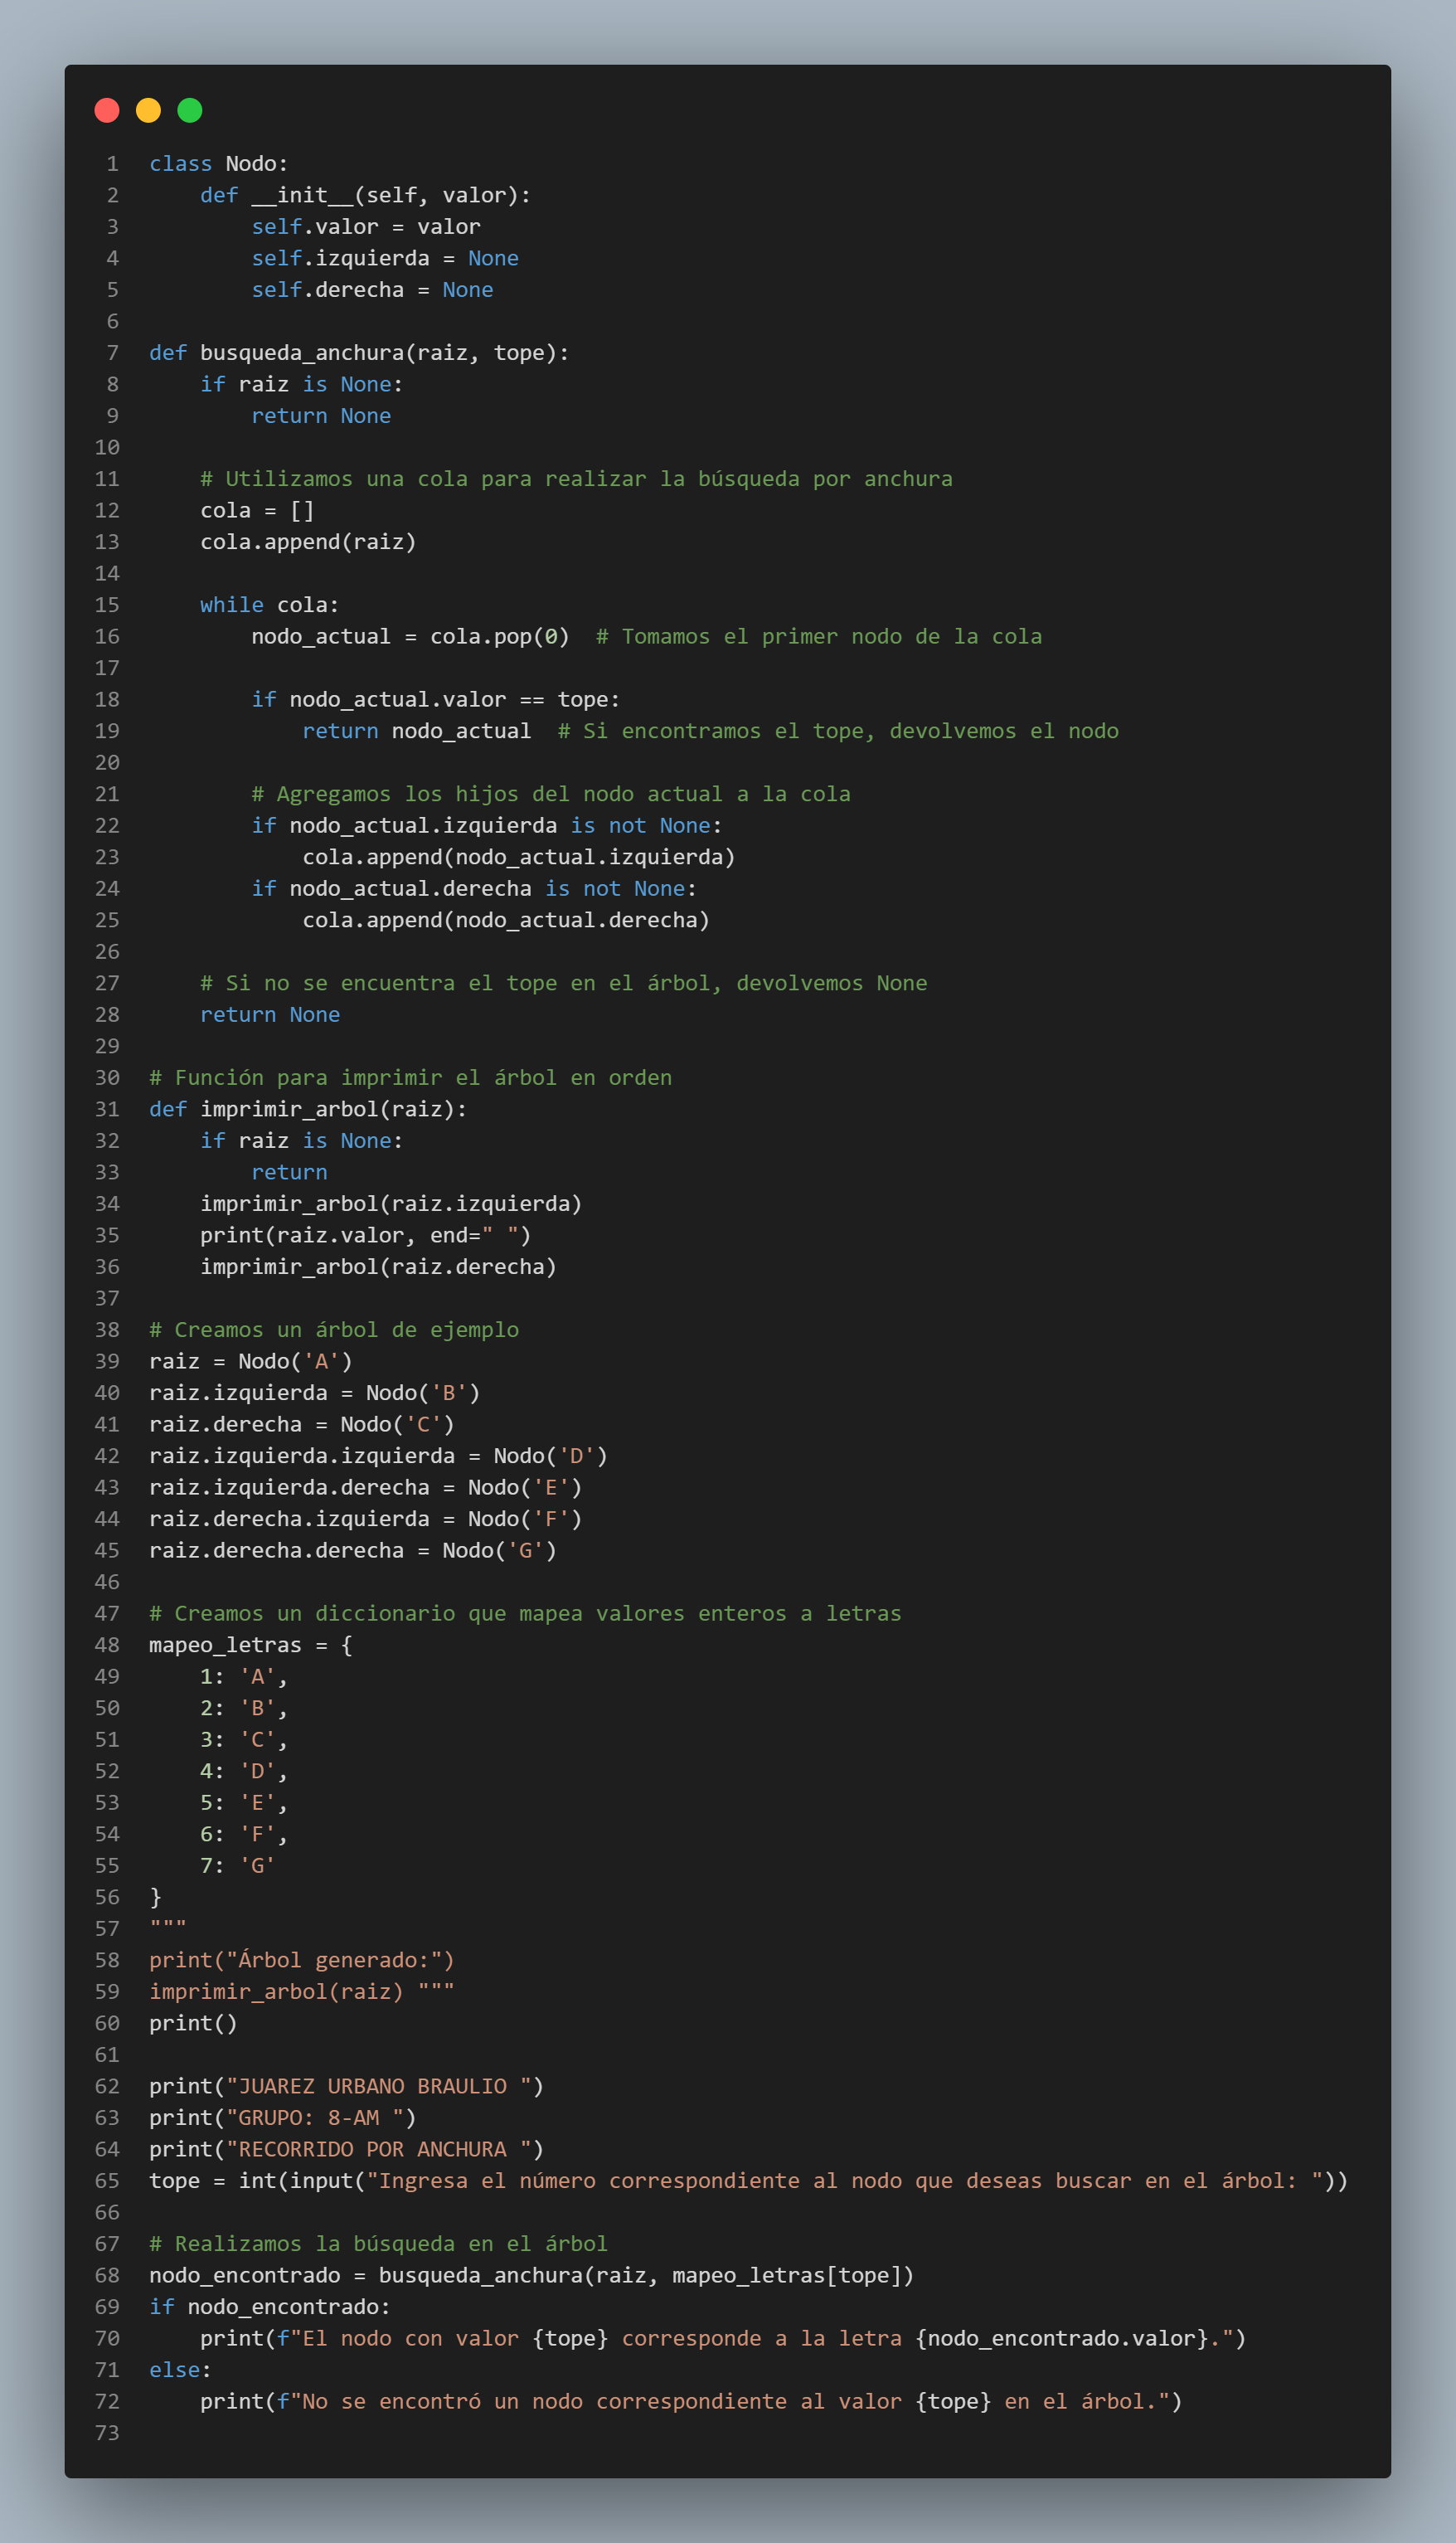 1 class Nodo:
2     def __init__(self, valor):
3         self.valor = valor
4         self.izquierda = None
5         self.derecha = None
6
7 def busqueda_anchura(raiz, tope):
8     if raiz is None:
9         return None
10
11     # Utilizamos una cola para realizar la búsqueda por anchura
12     cola = []
13     cola.append(raiz)
14
15     while cola:
16         nodo_actual = cola.pop(0)  # Tomamos el primer nodo de la cola
17
18         if nodo_actual.valor == tope:
19             return nodo_actual  # Si encontramos el tope, devolvemos el nodo
20
21         # Agregamos los hijos del nodo actual a la cola
22         if nodo_actual.izquierda is not None:
23             cola.append(nodo_actual.izquierda)
24         if nodo_actual.derecha is not None:
25             cola.append(nodo_actual.derecha)
26
27     # Si no se encuentra el tope en el árbol, devolvemos None
28     return None
29
30 # Función para imprimir el árbol en orden
31 def imprimir_arbol(raiz):
32     if raiz is None:
33         return
34     imprimir_arbol(raiz.izquierda)
35     print(raiz.valor, end=" ")
36     imprimir_arbol(raiz.derecha)
37
38 # Creamos un árbol de ejemplo
39 raiz = Nodo('A')
40 raiz.izquierda = Nodo('B')
41 raiz.derecha = Nodo('C')
42 raiz.izquierda.izquierda = Nodo('D')
43 raiz.izquierda.derecha = Nodo('E')
44 raiz.derecha.izquierda = Nodo('F')
45 raiz.derecha.derecha = Nodo('G')
46
47 # Creamos un diccionario que mapea valores enteros a letras
48 mapeo_letras = {
49     1: 'A',
50     2: 'B',
51     3: 'C',
52     4: 'D',
53     5: 'E',
54     6: 'F',
55     7: 'G'
56 }
57 """
58 print("Árbol generado:")
59 imprimir_arbol(raiz) """
60 print()
61
62 print("JUAREZ URBANO BRAULIO ")
63 print("GRUPO: 8-AM ")
64 print("RECORRIDO POR ANCHURA ")
65 tope = int(input("Ingresa el número correspondiente al nodo que deseas buscar en el árbol: "))
66
67 # Realizamos la búsqueda en el árbol
68 nodo_encontrado = busqueda_anchura(raiz, mapeo_letras[tope])
69 if nodo_encontrado:
70     print(f"El nodo con valor {tope} corresponde a la letra {nodo_encontrado.valor}.")
71 else:
72     print(f"No se encontró un nodo correspondiente al valor {tope} en el árbol.")
73